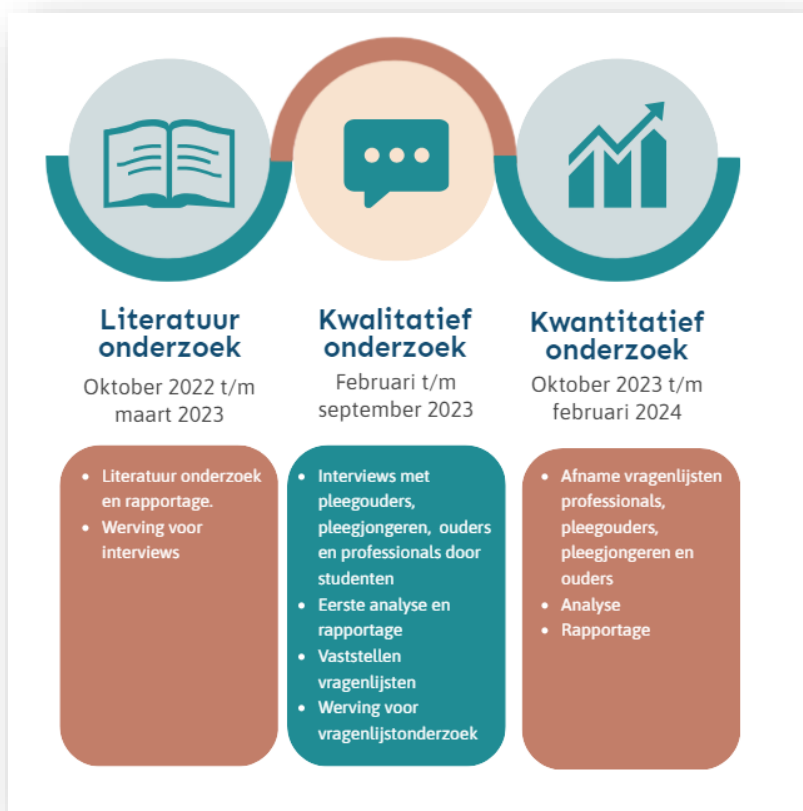 Literatuur
onderzoek
Oktober 2022 t/m
maart 2023
• Literatuur onderzoek
en rapportage.
• Werving voor
interviews
Kwalitatief
onderzoek
Februari t/m
september 2023
• Interviews met
pleegouders,
pleegjongeren, ouders
en professionals door
studenten
• Eerste analyse en
rapportage
• Vaststellen
vragenlijsten
• Werving voor
vragenlijstonderzoek
Kwantitatief
onderzoek
Oktober 2023 t/m
februari 2024
• Afname vragenlijsten
professionals,
pleegouders,
pleegjongeren en
ouders
• Analyse
• Rapportage